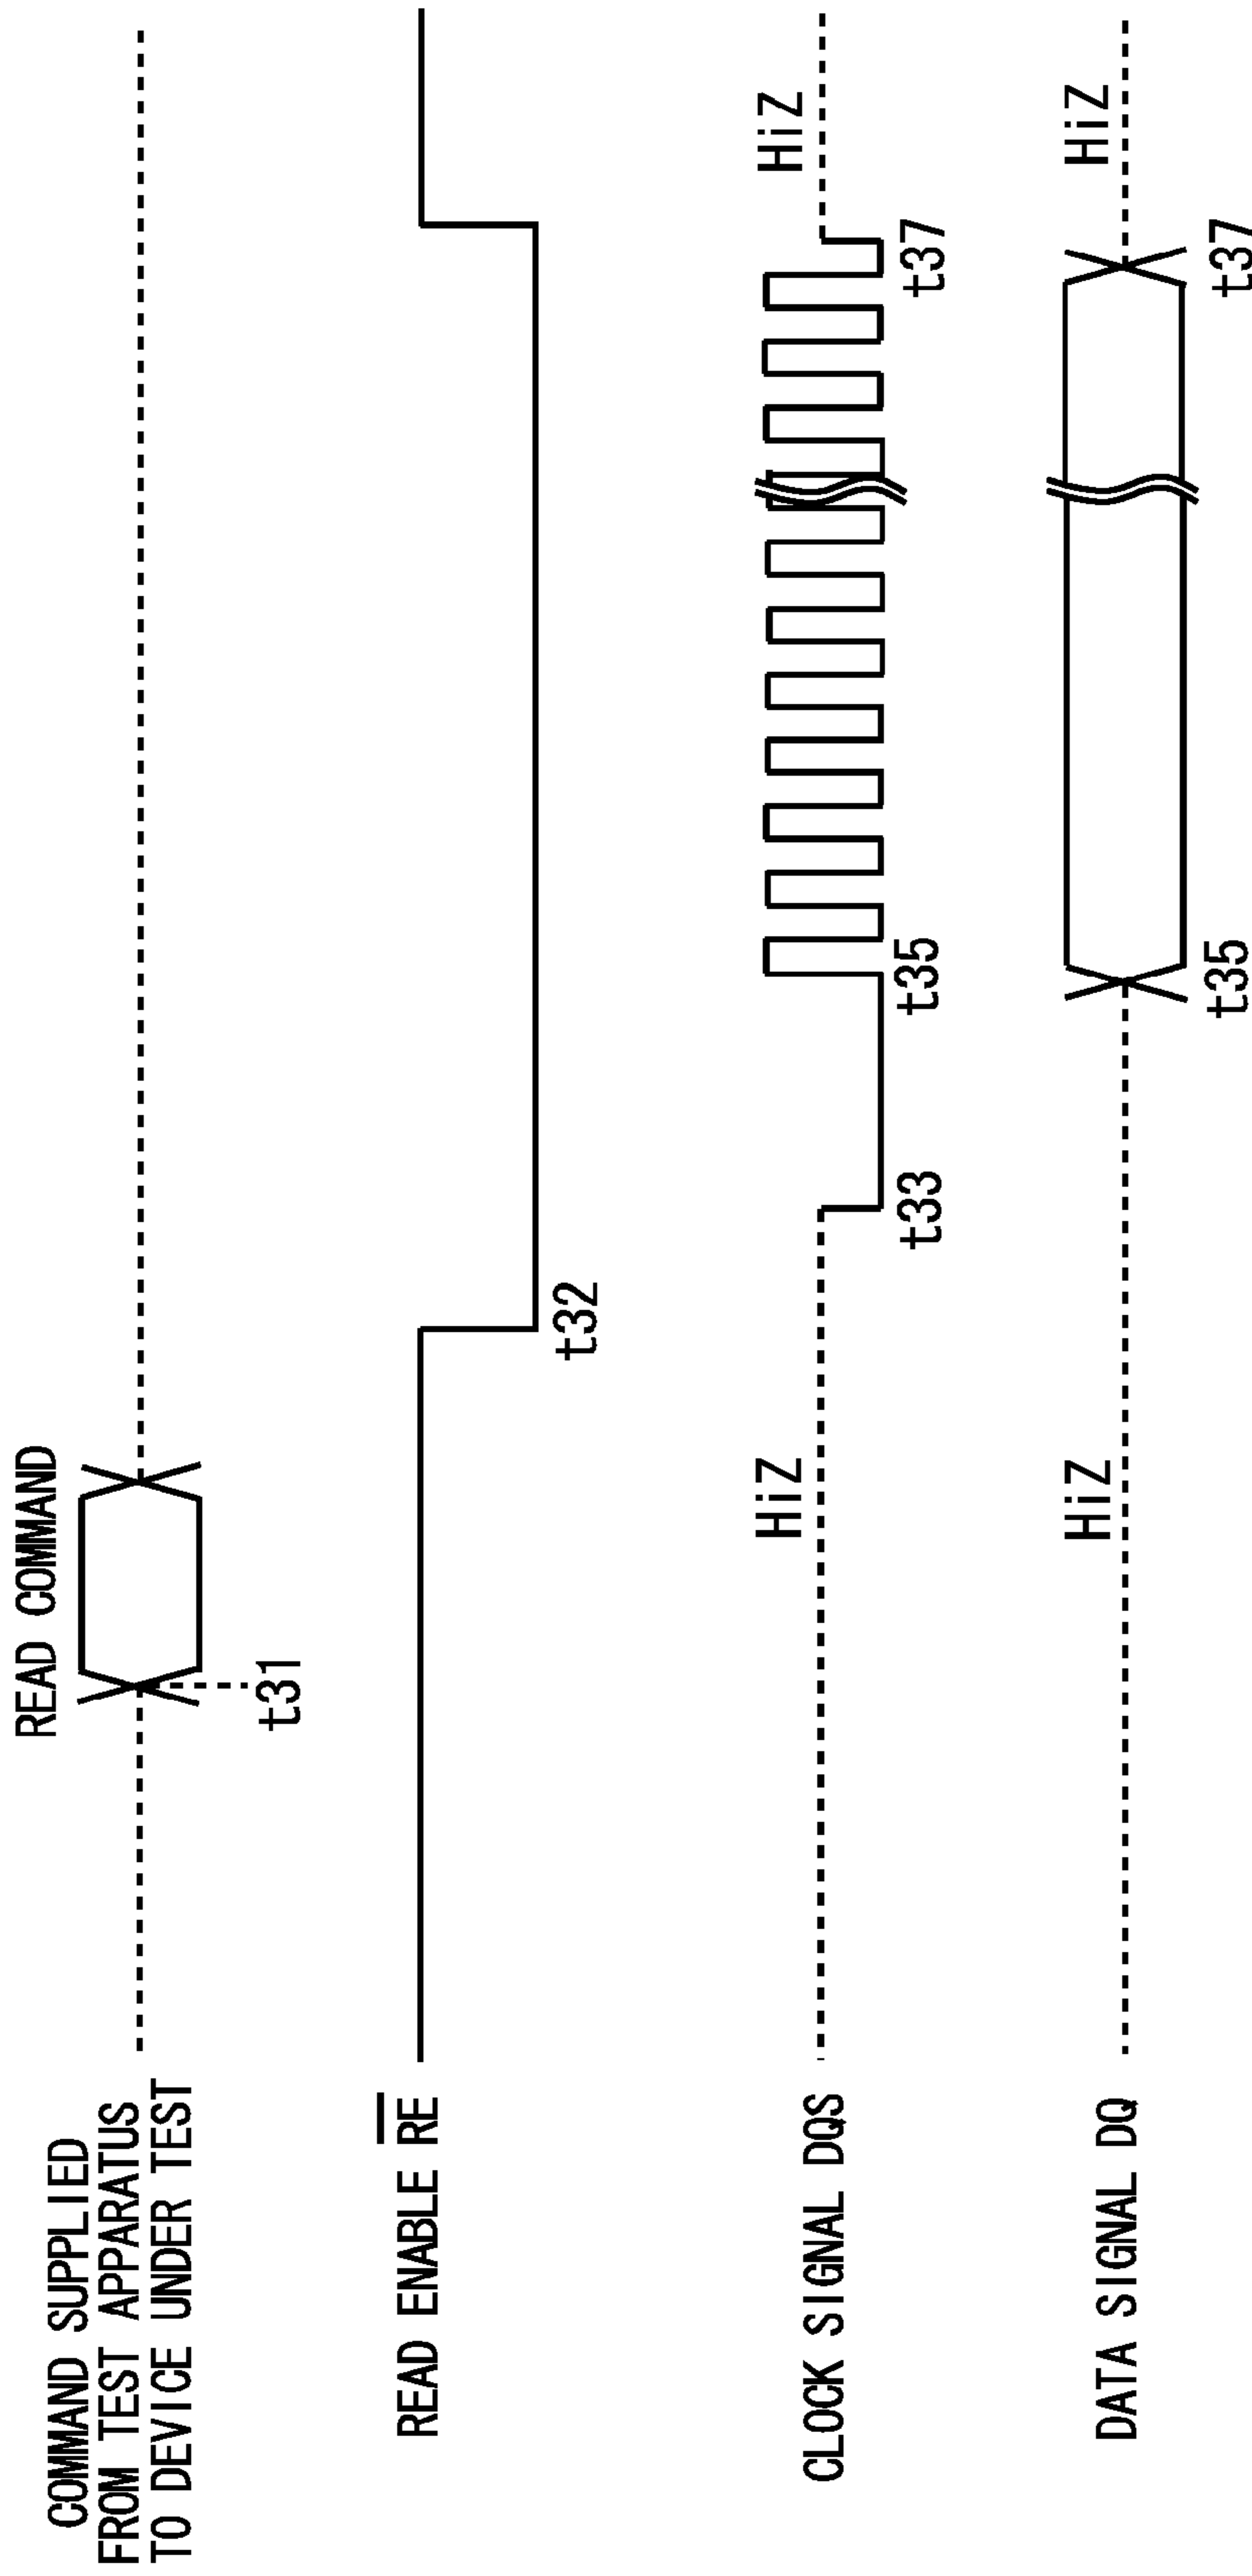 READ COMMAND
COMMAND SUPPLIED
FROM TEST APPARATUS
TO DEVICE UNDER TEST
t31
READ ENABLE RE
t32
HiZ
HiZ
CLOCK SIGNAL DQS
t33
t35
t37
HiZ
HiZ
DATA SIGNAL DQ
t35
t37